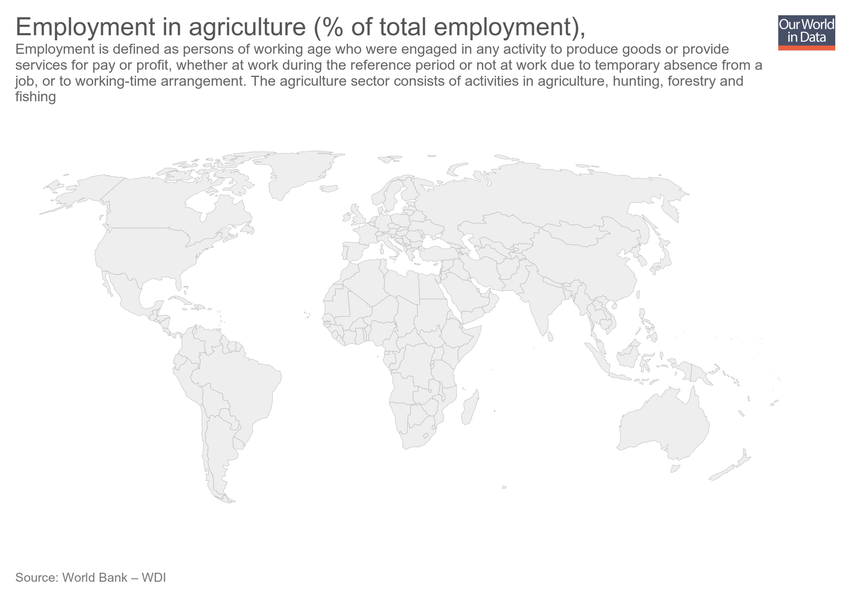 Employment in agriculture (% of total employment),
Our World
in Data
Employment is defined as persons of working age who were engaged in any activity to produce goods or provide
services for pay or profit, whether at work during the reference period or not at work due to temporary absence from a
job, or to working-time arrangement. The agriculture sector consists of activities in agriculture, hunting, forestry and
fishing
Source: World Bank – WDI